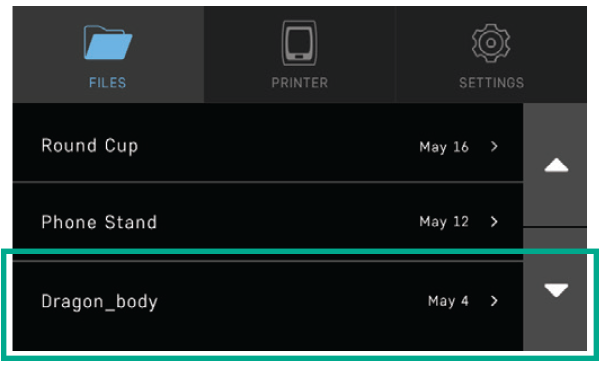 FILES
PRINTER
SETTINGS
Round Cup May 16 >
Phone Stand May 12 >
Dragon_body May 4 >